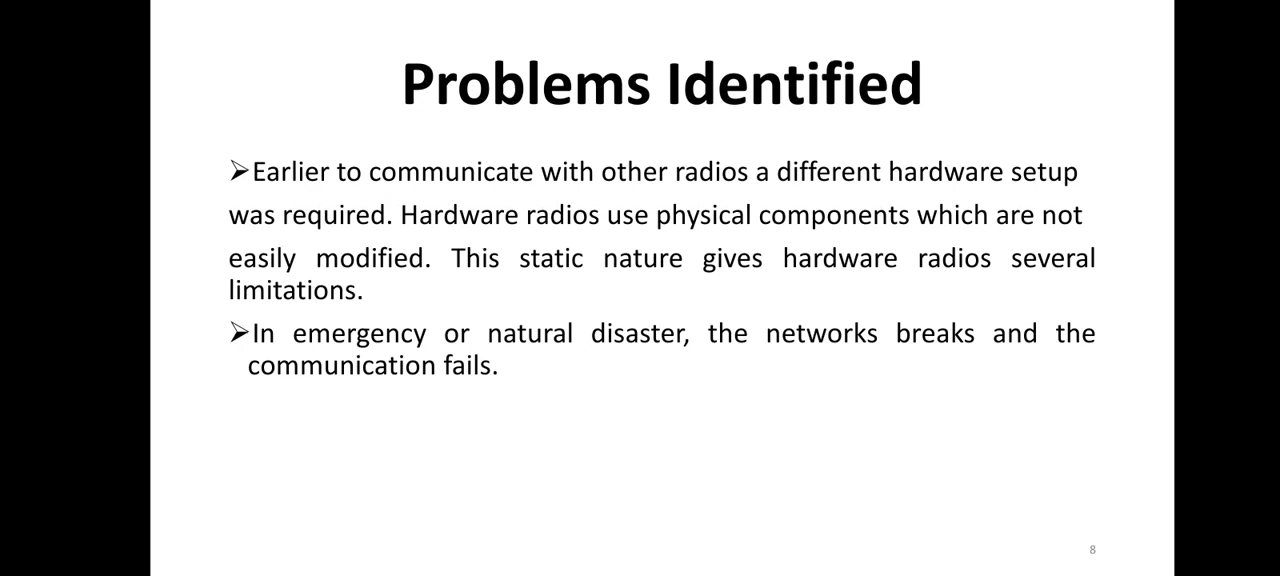 Problems Identified
➢Earlier to communicate with other radios a different hardware setup
was required. Hardware radios use physical components which are not
easily modified. This static nature gives hardware radios several
limitations.
➢In emergency or natural disaster, the networks breaks and the
communication fails.
8